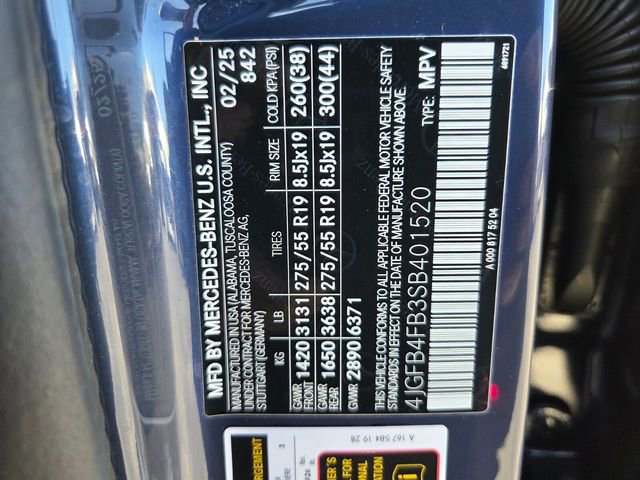 MFD BY MERCEDES-BENZ U.S. INTL., INC
MANUFACTURED IN USA (ALABAMA, TUSCALOOSA COUNTY) 02/25
UNDER CONTRACT FOR MERCEDES-BENZ AG, 842
STUTTGART (GERMANY)
KG LB TIRES RIM SIZE COLD KPA(PSI)
GAWR FRONT 1420 3131 275/55 R19 8.5Jx19 260(38)
GAWR REAR 1650 3638 275/55 R19 8.5Jx19 300(44)
GVWR 2890 6371
THIS VEHICLE CONFORMS TO ALL APPLICABLE FEDERAL MOTOR VEHICLE SAFETY
STANDARDS IN EFFECT ON THE DATE OF MANUFACTURE SHOWN ABOVE.
4JGFB4FB3SB401520 TYPE: MPV
A 000 817 52 04
4891721
A 167 584 19 28